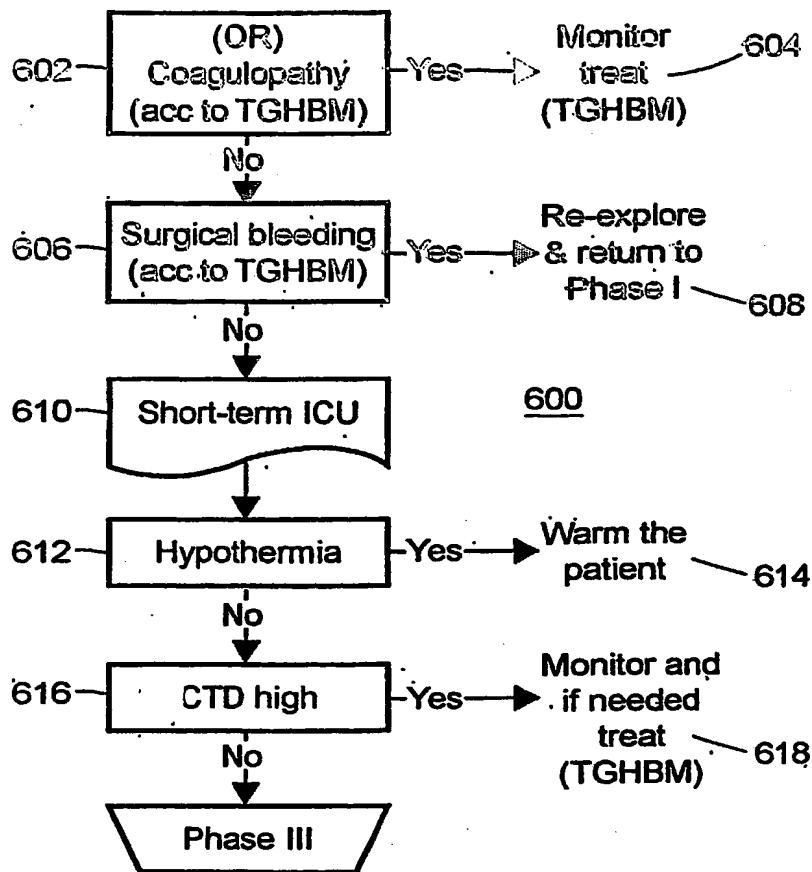 (OR)
602
Coagulopathy
(acc to TGHBM)
Yes
Monitor
treat
(TGHBM)
604
No
606
Surgical bleeding
(acc to TGHBM)
Yes
Re-explore
& return to
Phase I
608
No
610
Short-term ICU
600
612
Hypothermia
Yes
Warm the
patient
614
No
616
CTD high
Yes
Monitor and
if needed
treat
(TGHBM)
618
No
Phase III